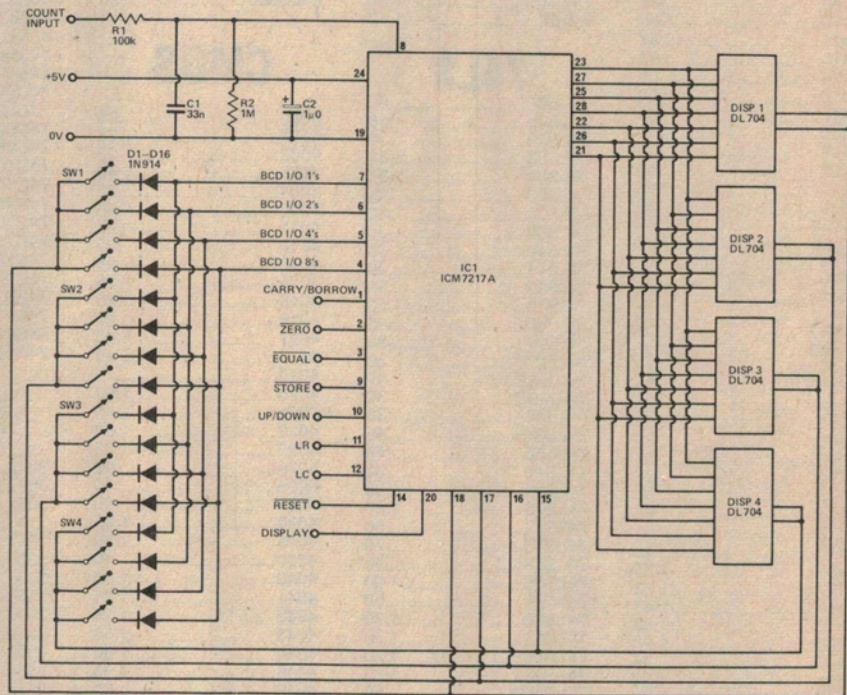 COUNT
INPUT
R1
100k
8
+5V
24
C1
33n
R2
1M
+
C2
1μ0
0V
19
D1–D16
1N914
SW1
BCD I/O 1's
7
BCD I/O 2's
6
BCD I/O 4's
5
BCD I/O 8's
4
SW2
CARRY/BORROW
1
ZERO
2
EQUAL
3
STORE
9
SW3
UP/DOWN
10
LR
11
LC
12
RESET
14
DISPLAY
20
SW4
18
17
16
15
IC1
ICM7217A
23
27
25
28
22
26
21
DISP 1
DL704
DISP 2
DL704
DISP 3
DL704
DISP 4
DL704